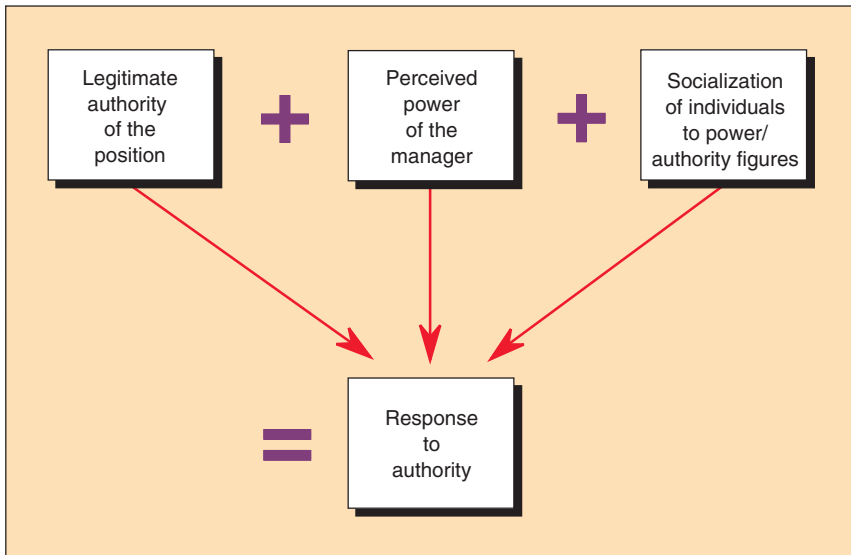 Legitimate
authority
of the
position
+
Perceived
power
of the
manager
+
Socialization
of individuals
to power/
authority figures
=
Response
to
authority